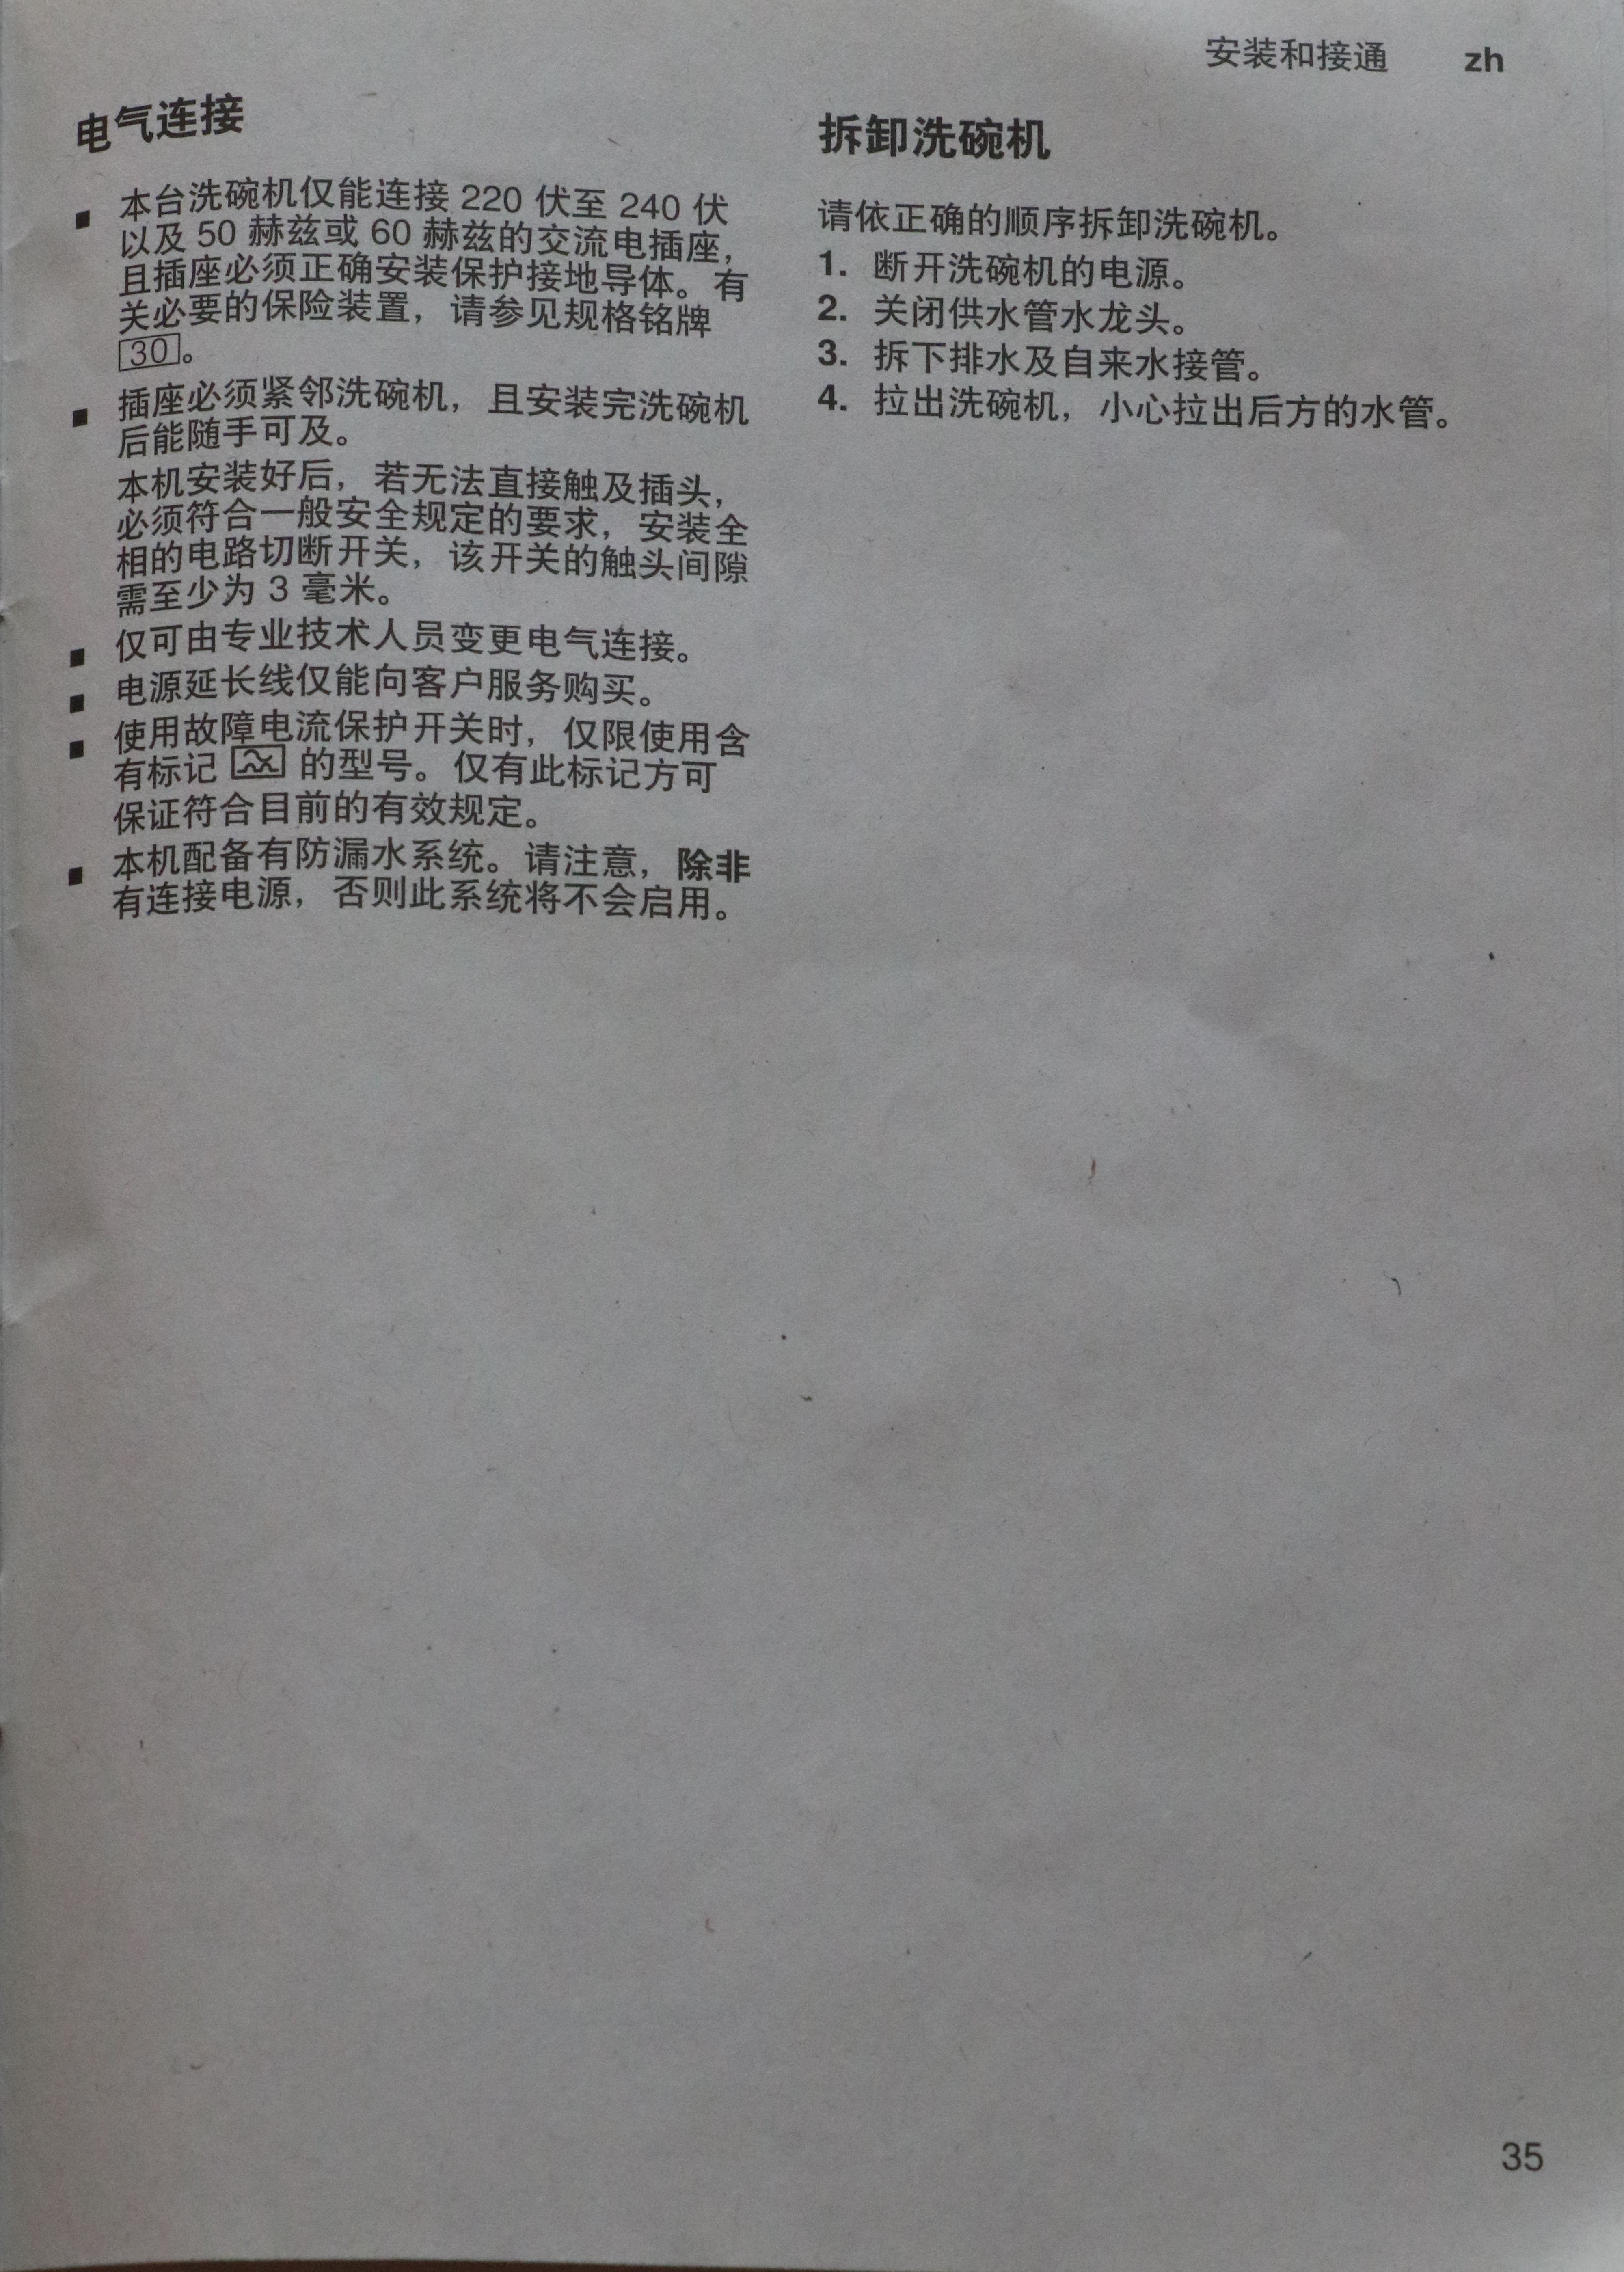 安装和接通 zh
电气连接
■ 本台洗碗机仅能连接 220 伏至 240 伏
以及 50 赫兹或 60 赫兹的交流电插座，
且插座必须正确安装保护接地导体。有
关必要的保险装置，请参见规格铭牌
30。
■ 插座必须紧邻洗碗机，且安装完洗碗机
后能随手可及。
本机安装好后，若无法直接触及插头，
必须符合一般安全规定的要求，安装全
相的电路切断开关，该开关的触头间隙
需至少为 3 毫米。
■ 仅可由专业技术人员变更电气连接。
■ 电源延长线仅能向客户服务购买。
■ 使用故障电流保护开关时，仅限使用含
有标记 的型号。仅有此标记方可
保证符合目前的有效规定。
■ 本机配备有防漏水系统。请注意，除非
有连接电源，否则此系统将不会启用。
拆卸洗碗机
请依正确的顺序拆卸洗碗机。
1. 断开洗碗机的电源。
2. 关闭供水管水龙头。
3. 拆下排水及自来水接管。
4. 拉出洗碗机，小心拉出后方的水管。
35